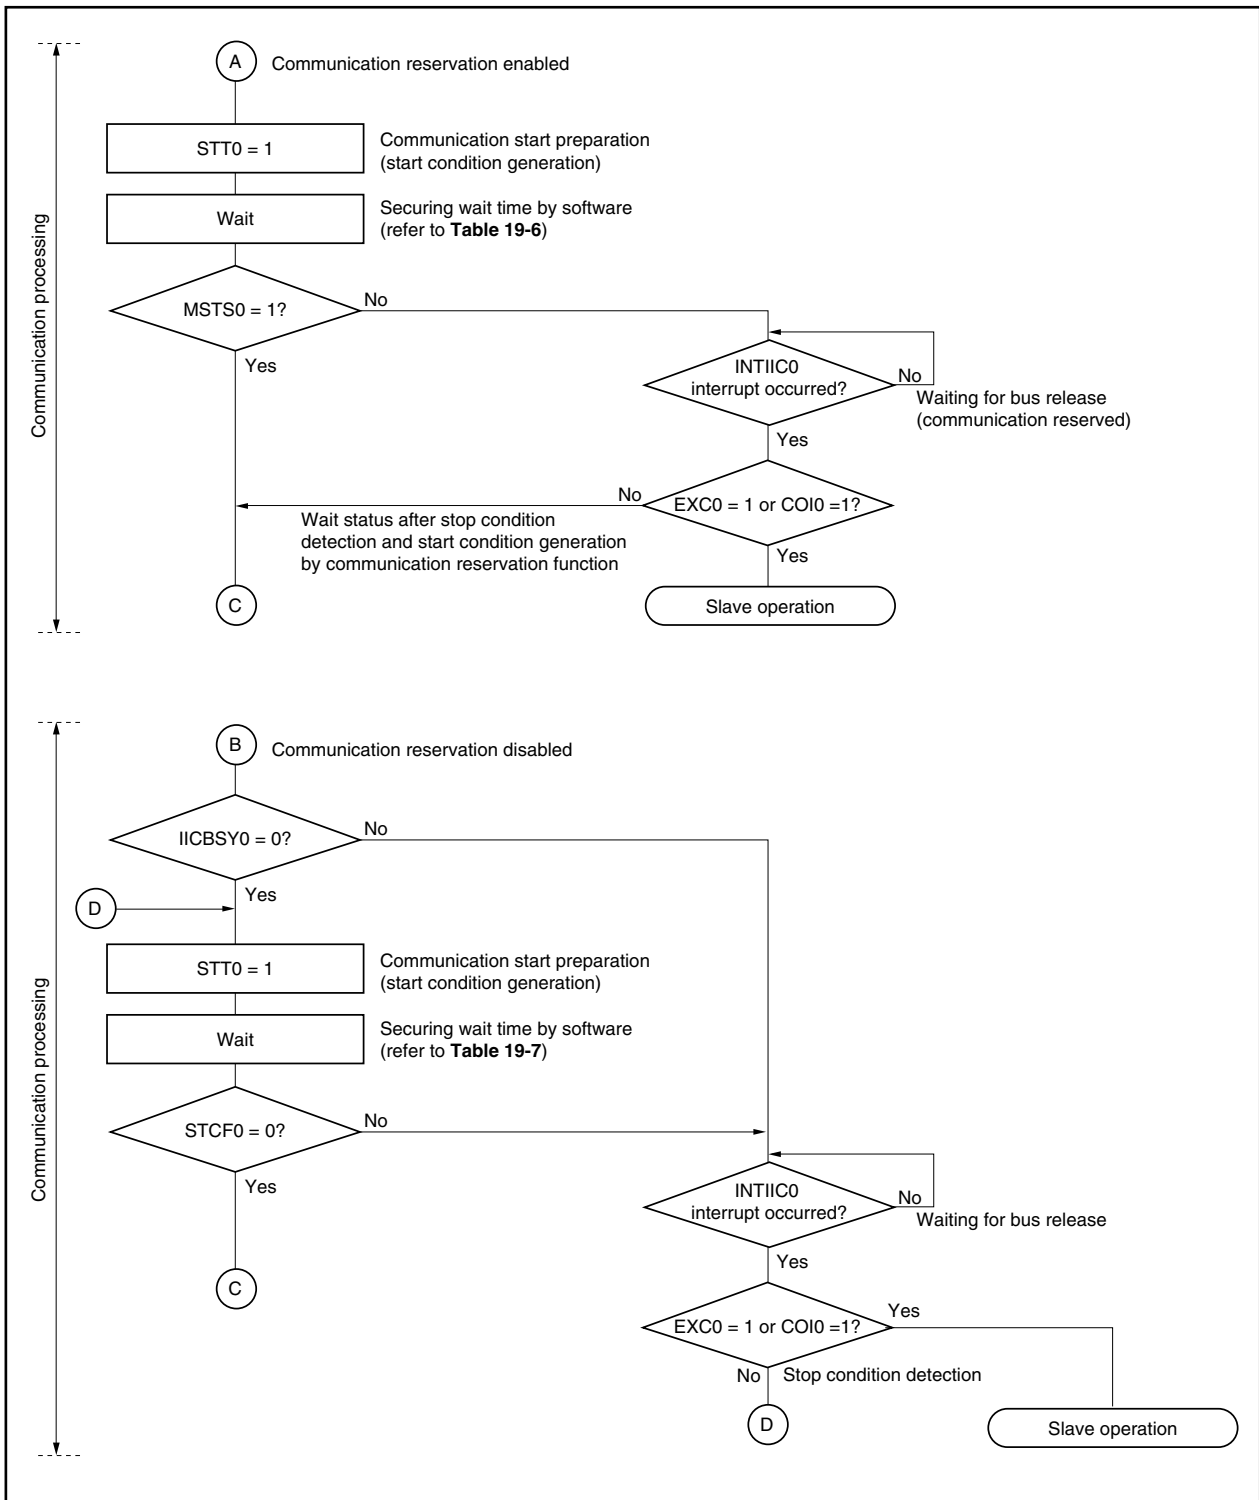 A
Communication reservation enabled
STT0 = 1
Communication start preparation
(start condition generation)
Wait
Securing wait time by software
(refer to Table 19-6)
MSTS0 = 1?
No
Yes
INTIIC0
interrupt occurred?
No
Waiting for bus release
(communication reserved)
Yes
EXC0 = 1 or COI0 =1?
No
Wait status after stop condition
detection and start condition generation
by communication reservation function
Yes
C
Slave operation
Communication processing
B
Communication reservation disabled
IICBSY0 = 0?
No
Yes
D
STT0 = 1
Communication start preparation
(start condition generation)
Wait
Securing wait time by software
(refer to Table 19-7)
STCF0 = 0?
No
Yes
C
INTIIC0
interrupt occurred?
No
Waiting for bus release
Yes
EXC0 = 1 or COI0 =1?
Yes
No
Stop condition detection
D
Slave operation
Communication processing